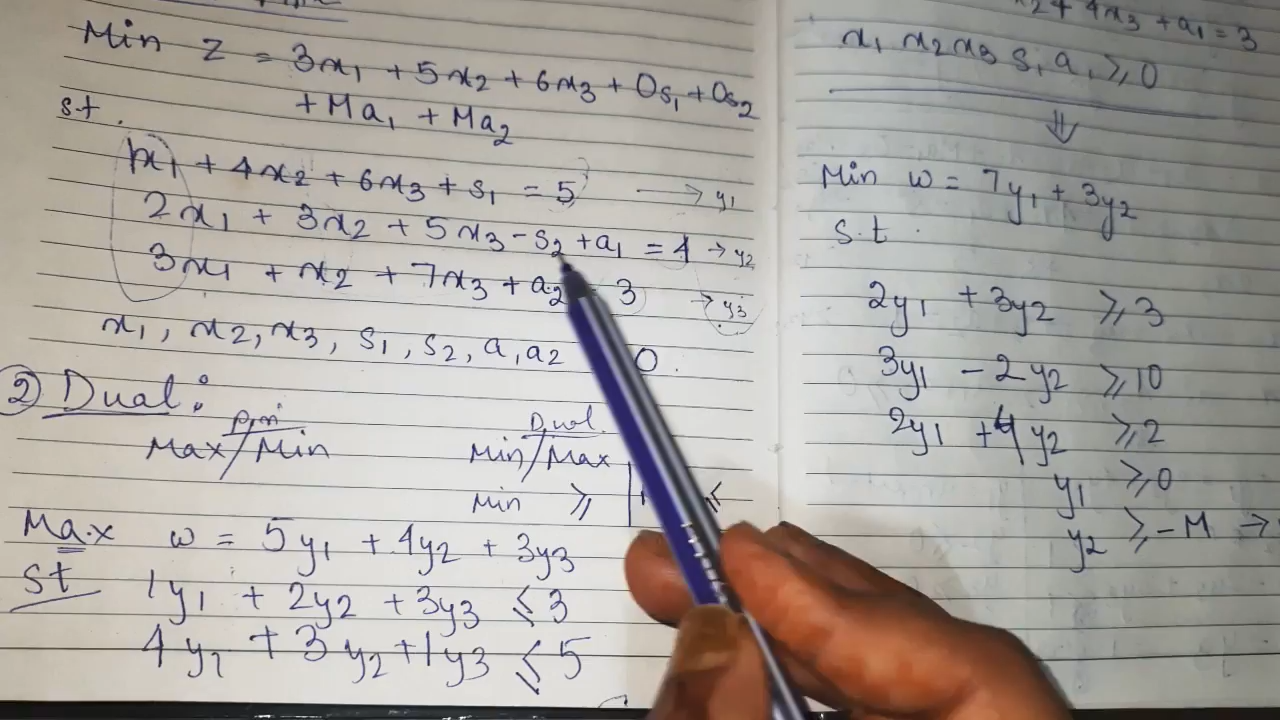 Min Z = 3x₁ + 5x₂ + 6x₃ + 0s₁ + 0s₂
+ Ma₁ + Ma₂
s.t.
x₁ + 4x₂ + 6x₃ + s₁ = 5 → y₁
2x₁ + 3x₂ + 5x₃ - s₂ + a₁ = 4 → y₂
3x₁ + x₂ + 7x₃ + a₂ = 3 → y₃
x₁, x₂, x₃, s₁, s₂, a, a₂ 0.
② Dual:
Dual
Max/Min Min/Max
Min ≥ | ≤
Max w = 5y₁ + 4y₂ + 3y₃
St 1y₁ + 2y₂ + 3y₃ ≤ 3
4y₁ + 3y₂ + 1y₃ ≤ 5
x₂ + 4x₃ + a₁ = 3
x₁ x₂ x₃ s₁ a₁ ≥ 0
⇓
Min w = 7y₁ + 3y₂
s.t.
2y₁ + 3y₂ ≥ 3
3y₁ - 2y₂ ≥ 10
2y₁ + 4y₂ ≥ 2
y₁ ≥ 0
y₂ ≥ -M →